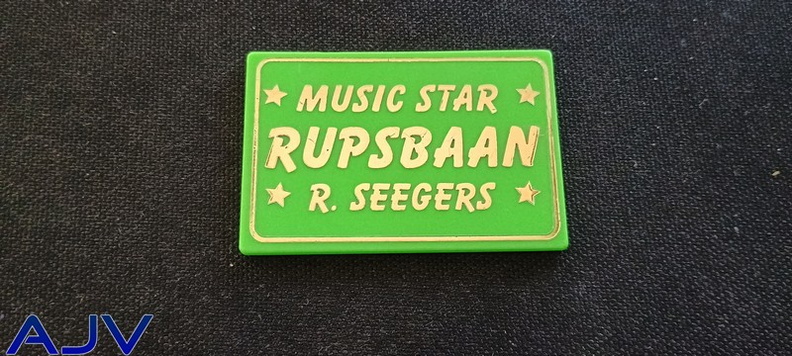 MUSIC STAR
RUPSBAAN
R. SEEGERS
AJV